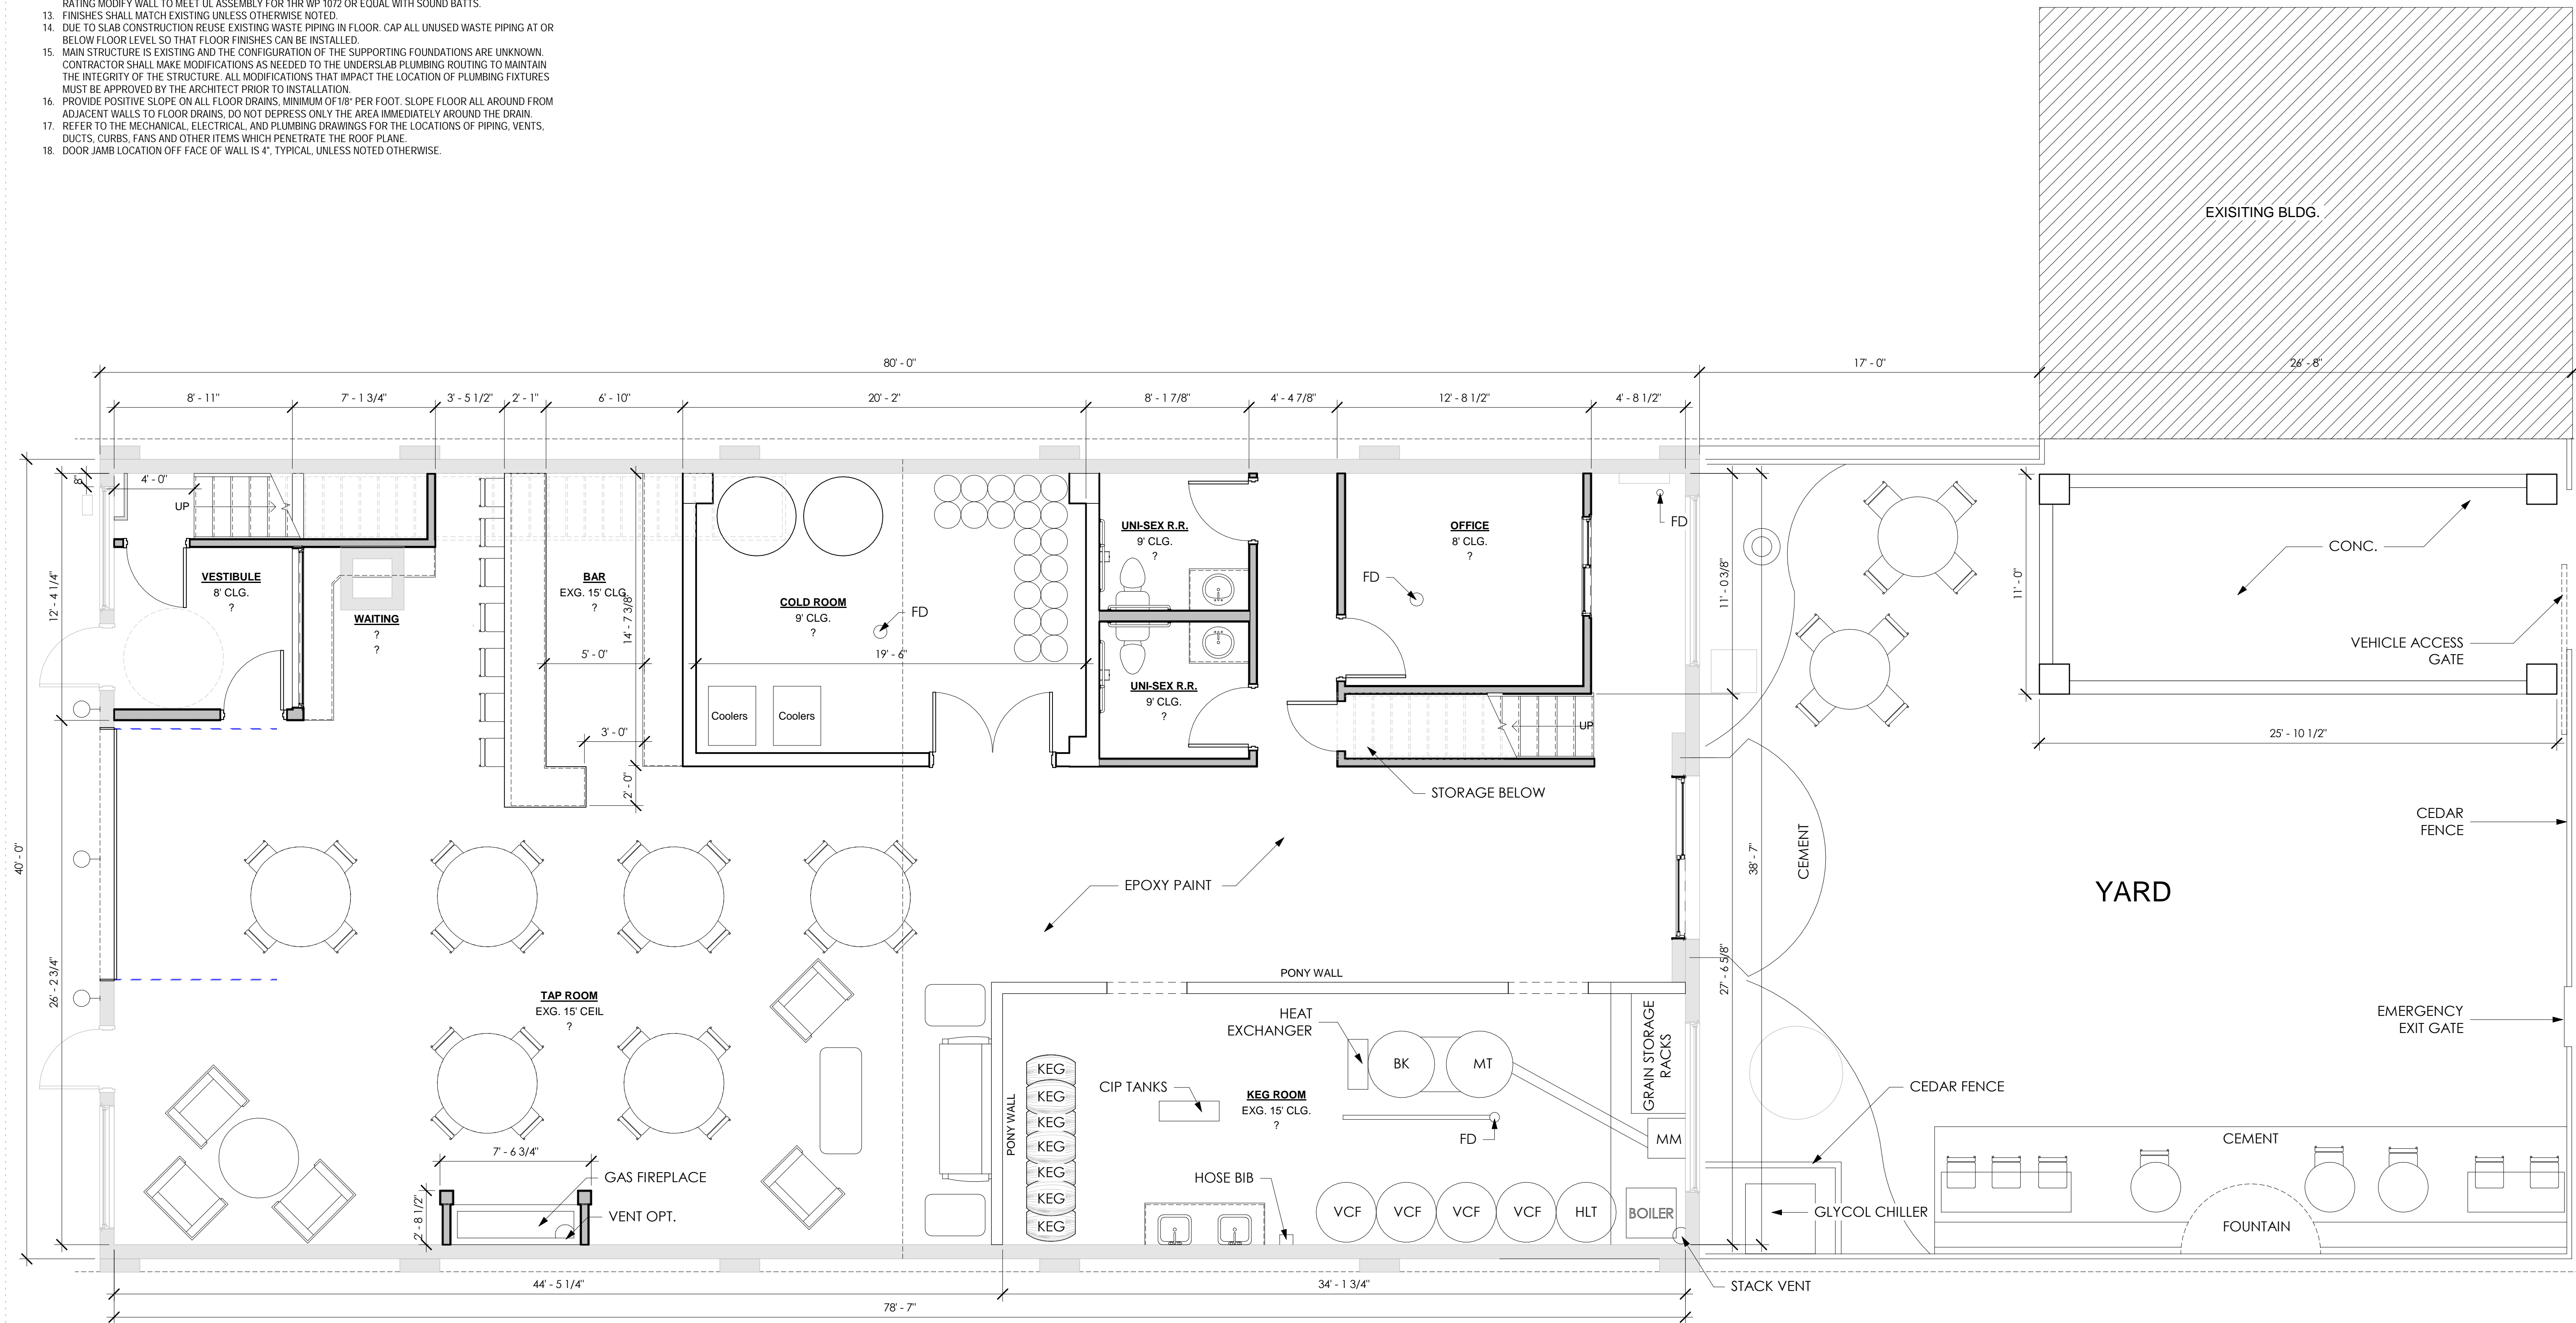 RATING MODIFY WALL TO MEET UL ASSEMBLY FOR 1HR WP 1072 OR EQUAL WITH SOUND BATTS.
13. FINISHES SHALL MATCH EXISTING UNLESS OTHERWISE NOTED.
14. DUE TO SLAB CONSTRUCTION REUSE EXISTING WASTE PIPING IN FLOOR. CAP ALL UNUSED WASTE PIPING AT OR
BELOW FLOOR LEVEL SO THAT FLOOR FINISHES CAN BE INSTALLED.
15. MAIN STRUCTURE IS EXISTING AND THE CONFIGURATION OF THE SUPPORTING FOUNDATIONS ARE UNKNOWN.
CONTRACTOR SHALL MAKE MODIFICATIONS AS NEEDED TO THE UNDERSLAB PLUMBING ROUTING TO MAINTAIN
THE INTEGRITY OF THE STRUCTURE. ALL MODIFICATIONS THAT IMPACT THE LOCATION OF PLUMBING FIXTURES
MUST BE APPROVED BY THE ARCHITECT PRIOR TO INSTALLATION.
16. PROVIDE POSITIVE SLOPE ON ALL FLOOR DRAINS, MINIMUM OF1/8" PER FOOT. SLOPE FLOOR ALL AROUND FROM
ADJACENT WALLS TO FLOOR DRAINS, DO NOT DEPRESS ONLY THE AREA IMMEDIATELY AROUND THE DRAIN.
17. REFER TO THE MECHANICAL, ELECTRICAL, AND PLUMBING DRAWINGS FOR THE LOCATIONS OF PIPING, VENTS,
DUCTS, CURBS, FANS AND OTHER ITEMS WHICH PENETRATE THE ROOF PLANE.
18. DOOR JAMB LOCATION OFF FACE OF WALL IS 4", TYPICAL, UNLESS NOTED OTHERWISE.
EXISITING BLDG.
80' - 0"
17' - 0"
26' - 8"
8' - 11"
7' - 1 3/4"
3' - 5 1/2"
2' - 1"
6' - 10"
20' - 2"
8' - 1 7/8"
4' - 4 7/8"
12' - 8 1/2"
4' - 8 1/2"
8"
4' - 0"
UP
VESTIBULE
8' CLG.
?
WAITING
?
?
12' - 4 1/4"
BAR
EXG. 15' CLG.
?
14' - 7 3/8"
5' - 0"
3' - 0"
2' - 0"
COLD ROOM
9' CLG.
?
FD
19' - 6"
Coolers
Coolers
UNI-SEX R.R.
9' CLG.
?
UNI-SEX R.R.
9' CLG.
?
OFFICE
8' CLG.
?
FD
FD
UP
STORAGE BELOW
11' - 0 3/8"
11' - 0"
CONC.
VEHICLE ACCESS
GATE
25' - 10 1/2"
CEDAR
FENCE
CEMENT
38' - 7"
27' - 6 5/8"
YARD
40' - 0"
26' - 2 3/4"
EPOXY PAINT
TAP ROOM
EXG. 15' CEIL
?
PONY WALL
PONY WALL
HEAT
EXCHANGER
BK
MT
GRAIN STORAGE
RACKS
CIP TANKS
KEG ROOM
EXG. 15' CLG.
?
KEG
KEG
KEG
KEG
KEG
KEG
KEG
FD
MM
HOSE BIB
VCF
VCF
VCF
VCF
HLT
BOILER
7' - 6 3/4"
2' - 8 1/2"
GAS FIREPLACE
VENT OPT.
EMERGENCY
EXIT GATE
CEDAR FENCE
CEMENT
GLYCOL CHILLER
FOUNTAIN
STACK VENT
44' - 5 1/4"
34' - 1 3/4"
78' - 7"